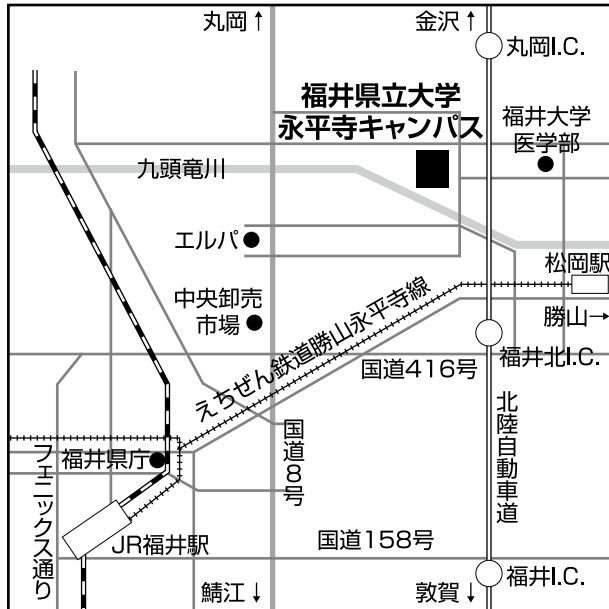 丸岡↑
金沢↑
丸岡I.C.
福井県立大学
永平寺キャンパス
福井大学
医学部
九頭竜川
エルパ
松岡駅
中央卸売
市場
勝山→
えちぜん鉄道勝山永平寺線
福井北I.C.
国道416号
北陸自動車道
国道8号
福井県庁
フェニックス通り
JR福井駅
国道158号
福井I.C.
鯖江↓
敦賀↓